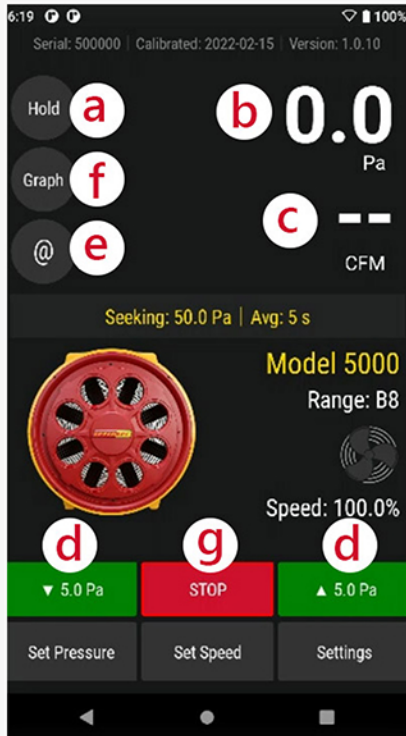 6:19 100%
Serial: 500000 | Calibrated: 2022-02-15 | Version: 1.0.10
Hold a b 0.0
Pa
Graph f
c --
@ e
CFM
Seeking: 50.0 Pa | Avg: 5 s
Model 5000
Range: B8
Speed: 100.0%
d g d
▼ 5.0 Pa STOP ▲ 5.0 Pa
Set Pressure Set Speed Settings